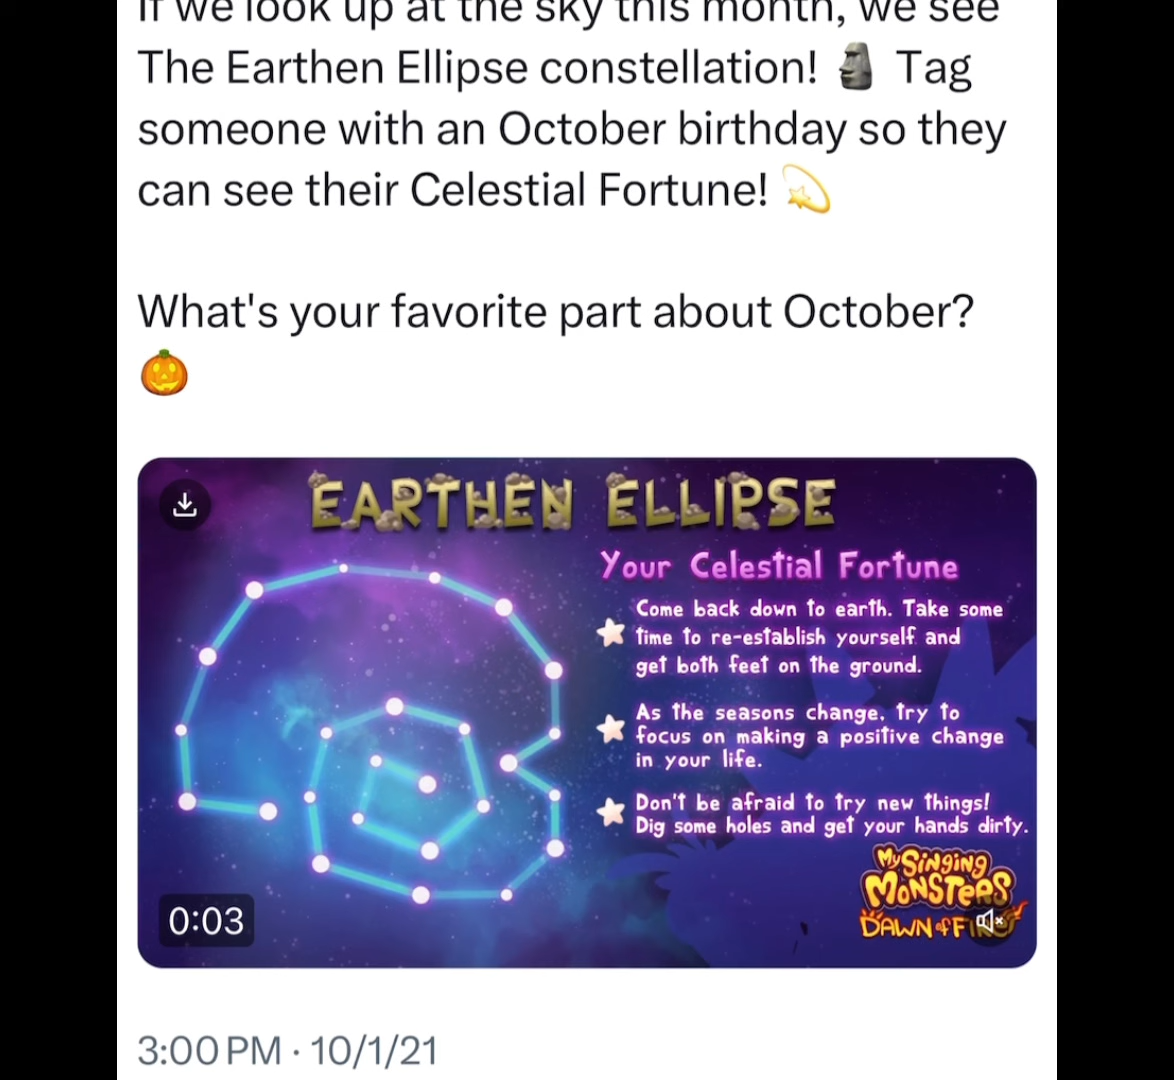 If we look up at the sky this month, we see
The Earthen Ellipse constellation! 🗿 Tag
someone with an October birthday so they
can see their Celestial Fortune! 💫
What's your favorite part about October?
🎃
EARTHEN ELLIPSE
Your Celestial Fortune
Come back down to earth. Take some
time to re-establish yourself and
get both feet on the ground.
As the seasons change, try to
focus on making a positive change
in your life.
Don't be afraid to try new things!
Dig some holes and get your hands dirty.
My Singing
Monsters
Dawn of Fire
0:03
3:00 PM · 10/1/21